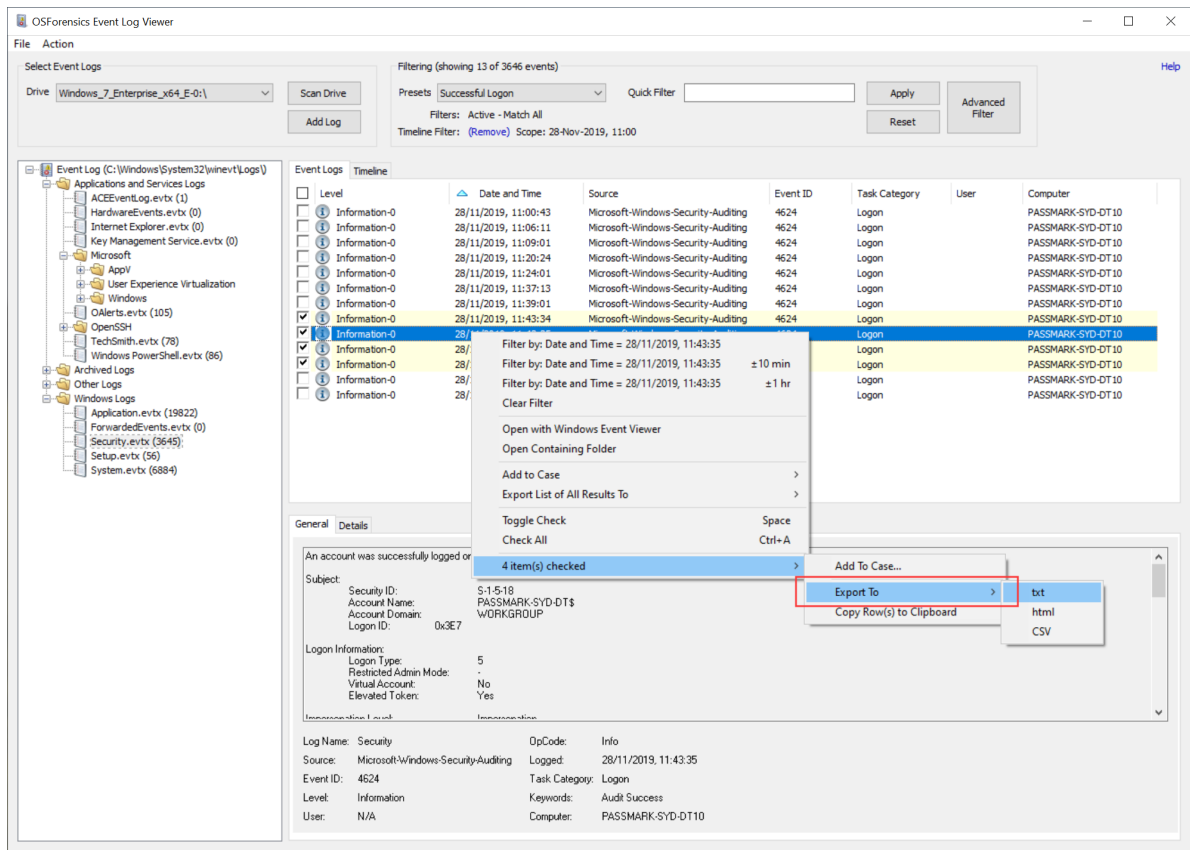 OSForensics Event Log Viewer
File Action
Select Event Logs
Drive Windows_7_Enterprise_x64_E-0:\ Scan Drive
Add Log
Filtering (showing 13 of 3646 events)
Presets Successful Logon Quick Filter Apply
Advanced Filter
Filters: Active - Match All Reset
Timeline Filter: (Remove) Scope: 28-Nov-2019, 11:00
Help
Event Log (C:\Windows\System32\winevt\Logs\)
Applications and Services Logs
ACEEventLog.evtx (1)
HardwareEvents.evtx (0)
Internet Explorer.evtx (0)
Key Management Service.evtx (0)
Microsoft
AppV
User Experience Virtualization
Windows
OAlerts.evtx (105)
OpenSSH
TechSmith.evtx (78)
Windows PowerShell.evtx (86)
Archived Logs
Other Logs
Windows Logs
Application.evtx (19822)
ForwardedEvents.evtx (0)
Security.evtx (3645)
Setup.evtx (56)
System.evtx (6884)
Event Logs Timeline
Level Date and Time Source Event ID Task Category User Computer
Information-0 28/11/2019, 11:00:43 Microsoft-Windows-Security-Auditing 4624 Logon PASSMARK-SYD-DT10
Information-0 28/11/2019, 11:06:11 Microsoft-Windows-Security-Auditing 4624 Logon PASSMARK-SYD-DT10
Information-0 28/11/2019, 11:09:01 Microsoft-Windows-Security-Auditing 4624 Logon PASSMARK-SYD-DT10
Information-0 28/11/2019, 11:20:24 Microsoft-Windows-Security-Auditing 4624 Logon PASSMARK-SYD-DT10
Information-0 28/11/2019, 11:24:01 Microsoft-Windows-Security-Auditing 4624 Logon PASSMARK-SYD-DT10
Information-0 28/11/2019, 11:37:13 Microsoft-Windows-Security-Auditing 4624 Logon PASSMARK-SYD-DT10
Information-0 28/11/2019, 11:39:01 Microsoft-Windows-Security-Auditing 4624 Logon PASSMARK-SYD-DT10
Information-0 28/11/2019, 11:43:34 Microsoft-Windows-Security-Auditing 4624 Logon PASSMARK-SYD-DT10
Information-0 28/ Logon PASSMARK-SYD-DT10
Information-0 28/ Logon PASSMARK-SYD-DT10
Information-0 28/ Logon PASSMARK-SYD-DT10
Information-0 28/ Logon PASSMARK-SYD-DT10
Information-0 28/ Logon PASSMARK-SYD-DT10
Filter by: Date and Time = 28/11/2019, 11:43:35
Filter by: Date and Time = 28/11/2019, 11:43:35 ±10 min
Filter by: Date and Time = 28/11/2019, 11:43:35 ±1 hr
Clear Filter
Open with Windows Event Viewer
Open Containing Folder
Add to Case
Export List of All Results To
Toggle Check Space
Check All Ctrl+A
4 item(s) checked
Add To Case...
Export To
Copy Row(s) to Clipboard
txt
html
CSV
General Details
An account was successfully logged
Subject:
Security ID: S-1-5-18
Account Name: PASSMARK-SYD-DT$
Account Domain: WORKGROUP
Logon ID: 0x3E7
Logon Information:
Logon Type: 5
Restricted Admin Mode: -
Virtual Account: No
Elevated Token: Yes
Impersonation Level: Impersonation
Log Name: Security OpCode: Info
Source: Microsoft-Windows-Security-Auditing Logged: 28/11/2019, 11:43:35
Event ID: 4624 Task Category: Logon
Level: Information Keywords: Audit Success
User: N/A Computer: PASSMARK-SYD-DT10